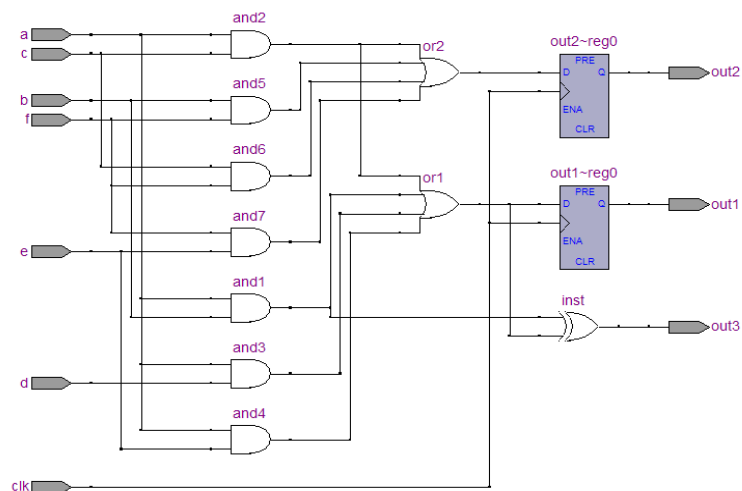 and2
a
c
or2
out2~reg0
PRE
D
Q
ENA
CLR
out2
b
f
and5
and6
or1
out1~reg0
PRE
D
Q
ENA
CLR
out1
and7
e
and1
inst
out3
and3
d
and4
clk